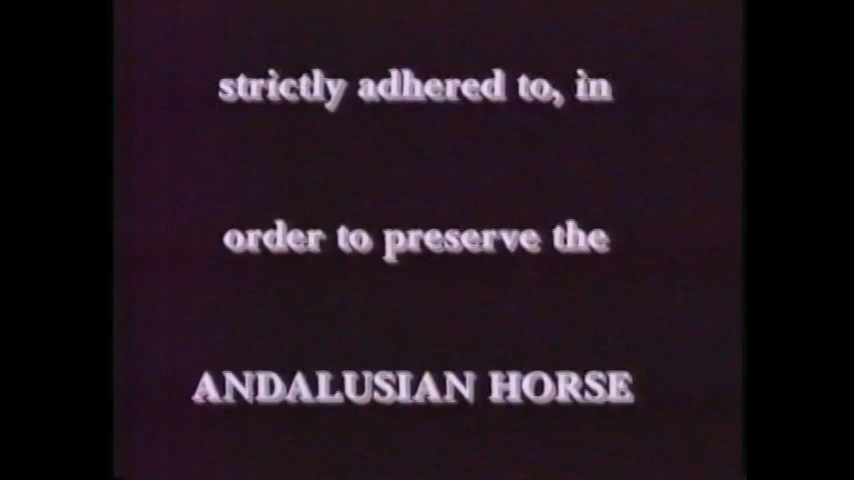 strictly adhered to, in
order to preserve the
ANDALUSIAN HORSE